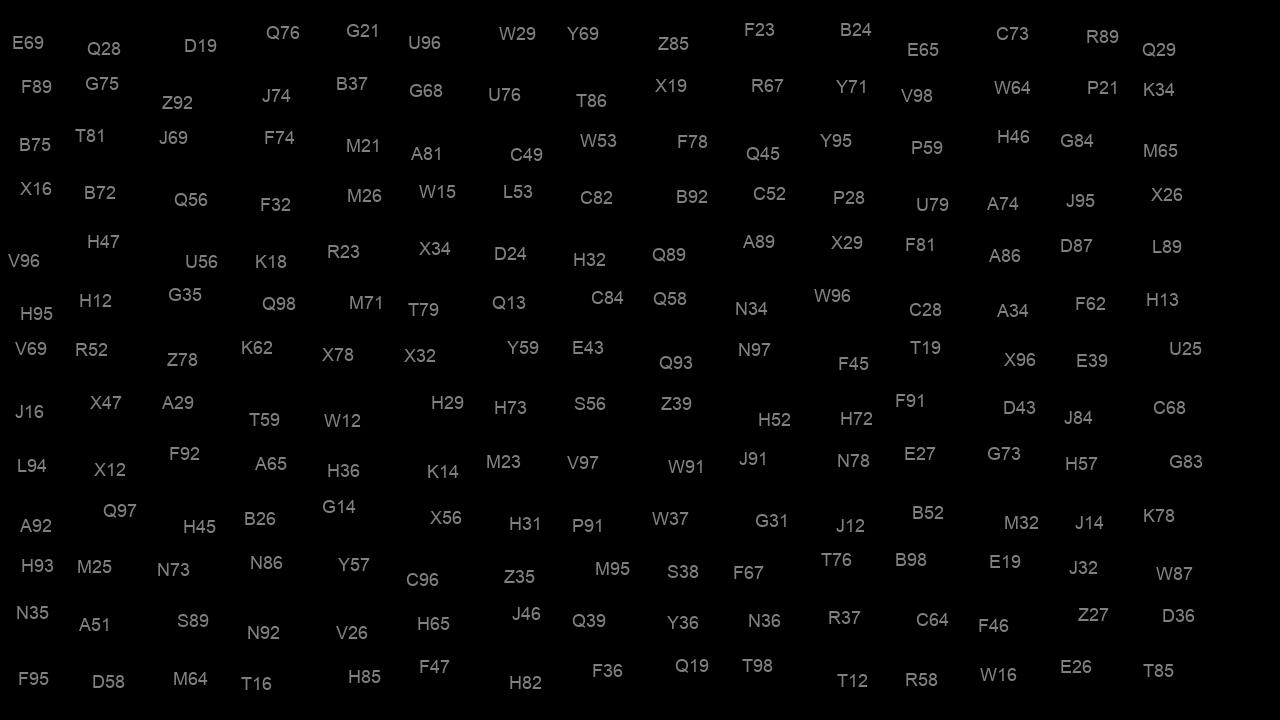 E69 Q28 D19 Q76 G21 U96 W29 Y69 Z85 F23 B24 E65 C73 R89 Q29
F89 G75 Z92 J74 B37 G68 U76 T86 X19 R67 Y71 V98 W64 P21 K34
B75 T81 J69 F74 M21 A81 C49 W53 F78 Q45 Y95 P59 H46 G84 M65
X16 B72 Q56 F32 M26 W15 L53 C82 B92 C52 P28 U79 A74 J95 X26
V96 H47 U56 K18 R23 X34 D24 H32 Q89 A89 X29 F81 A86 D87 L89
H95 H12 G35 Q98 M71 T79 Q13 C84 Q58 N34 W96 C28 A34 F62 H13
V69 R52 Z78 K62 X78 X32 Y59 E43 Q93 N97 F45 T19 X96 E39 U25
J16 X47 A29 T59 W12 H29 H73 S56 Z39 H52 H72 F91 D43 J84 C68
L94 X12 F92 A65 H36 K14 M23 V97 W91 J91 N78 E27 G73 H57 G83
A92 Q97 H45 B26 G14 X56 H31 P91 W37 G31 J12 B52 M32 J14 K78
H93 M25 N73 N86 Y57 C96 Z35 M95 S38 F67 T76 B98 E19 J32 W87
N35 A51 S89 N92 V26 H65 J46 Q39 Y36 N36 R37 C64 F46 Z27 D36
F95 D58 M64 T16 H85 F47 H82 F36 Q19 T98 T12 R58 W16 E26 T85